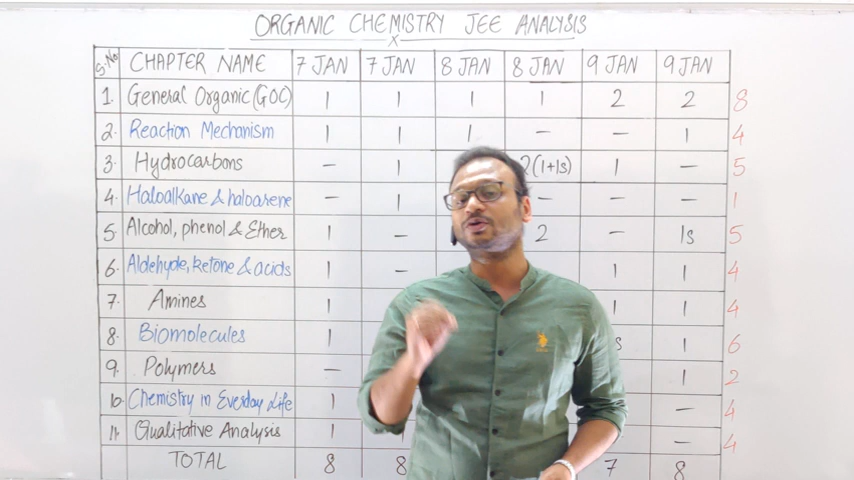 ORGANIC CHEMISTRY JEE ANALYSIS
x
S.No CHAPTER NAME 7 JAN 7 JAN 8 JAN 8 JAN 9 JAN 9 JAN
1. General Organic (GOC) 1 1 1 1 2 2 8
2. Reaction Mechanism 1 1 1 - - 1 4
3. Hydrocarbons - 1 2(1+1s) 1 - 5
4. Haloalkane & haloarene - 1 - - - 1
5. Alcohol, phenol & Ether 1 - 2 - 1s 5
6. Aldehyde, ketone & acids 1 - 1 1 4
7. Amines 1 1 4
8. Biomolecules 1 s 1 6
9. Polymers - 1 2
10. Chemistry in Everday Life 1 - 4
11. Qualitative Analysis 1 - 4
TOTAL 8 8 7 8